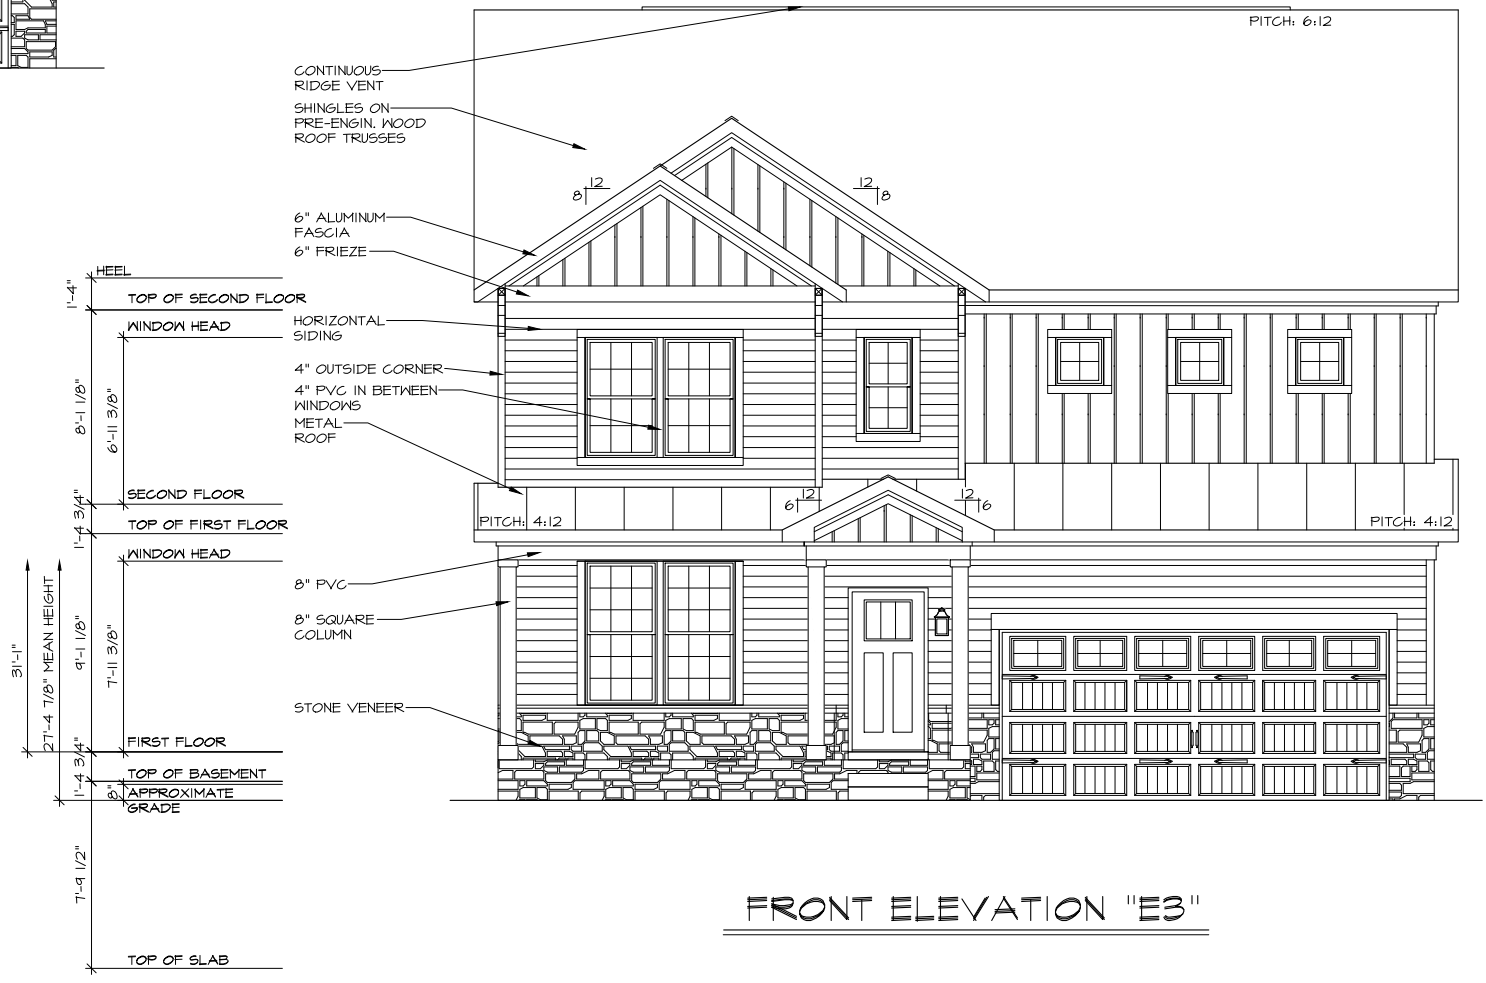 PITCH: 6:12
CONTINUOUS
RIDGE VENT
SHINGLES ON
PRE-ENGIN. WOOD
ROOF TRUSSES
12
8
12
8
6" ALUMINUM
FASCIA
6" FRIEZE
HEEL
1'-4"
TOP OF SECOND FLOOR
HORIZONTAL
SIDING
WINDOW HEAD
4" OUTSIDE CORNER
4" PVC IN BETWEEN
WINDOWS
8'-1 1/8"
6'-11 3/8"
METAL
ROOF
SECOND FLOOR
12
6
12
6
1'-4 3/4"
TOP OF FIRST FLOOR
PITCH: 4:12
PITCH: 4:12
WINDOW HEAD
8" PVC
8" SQUARE
COLUMN
31'-1"
27'-4 7/8" MEAN HEIGHT
9'-1 1/8"
7'-11 3/8"
STONE VENEER
FIRST FLOOR
1'-4 3/4"
TOP OF BASEMENT
8"
APPROXIMATE
GRADE
7'-9 1/2"
FRONT ELEVATION "E3"
TOP OF SLAB